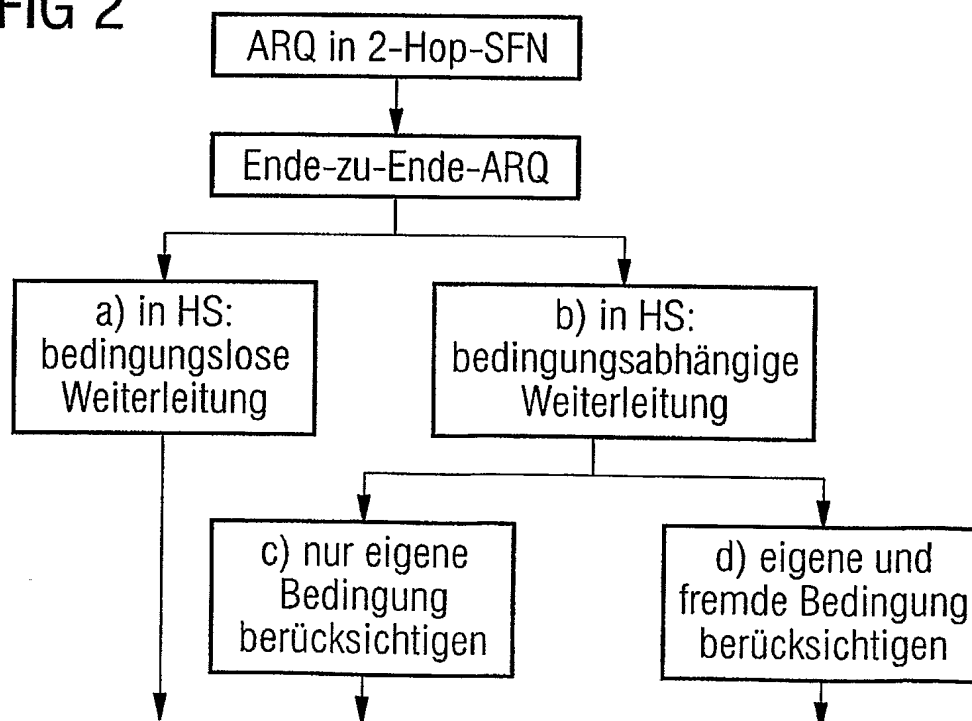 FIG 2
ARQ in 2-Hop-SFN
Ende-zu-Ende-ARQ
a) in HS:
bedingungslose
Weiterleitung
b) in HS:
bedingungsabhängige
Weiterleitung
c) nur eigene
Bedingung
berücksichtigen
d) eigene und
fremde Bedingung
berücksichtigen